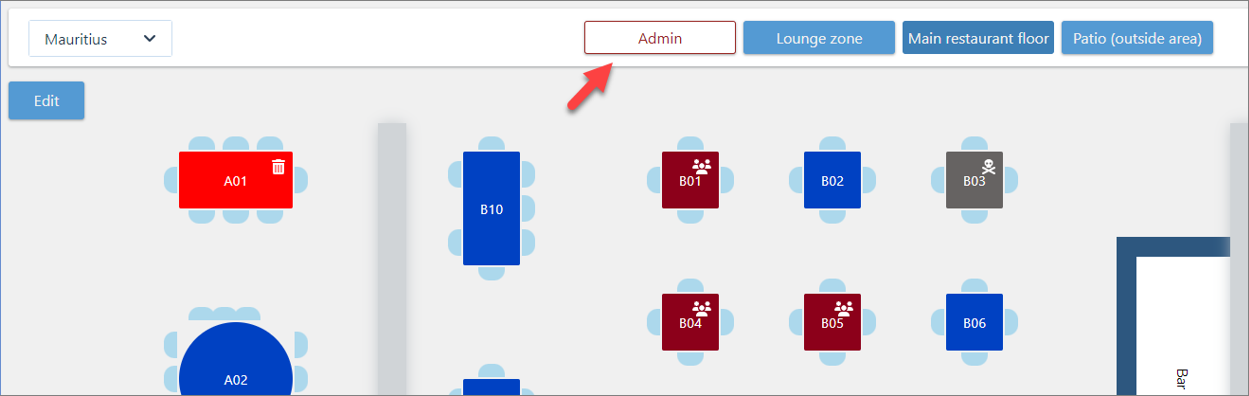 Mauritius
Admin
Lounge zone
Main restaurant floor
Patio (outside area)
Edit
A01
B10
B01
B02
B03
B04
B05
B06
A02
Bar